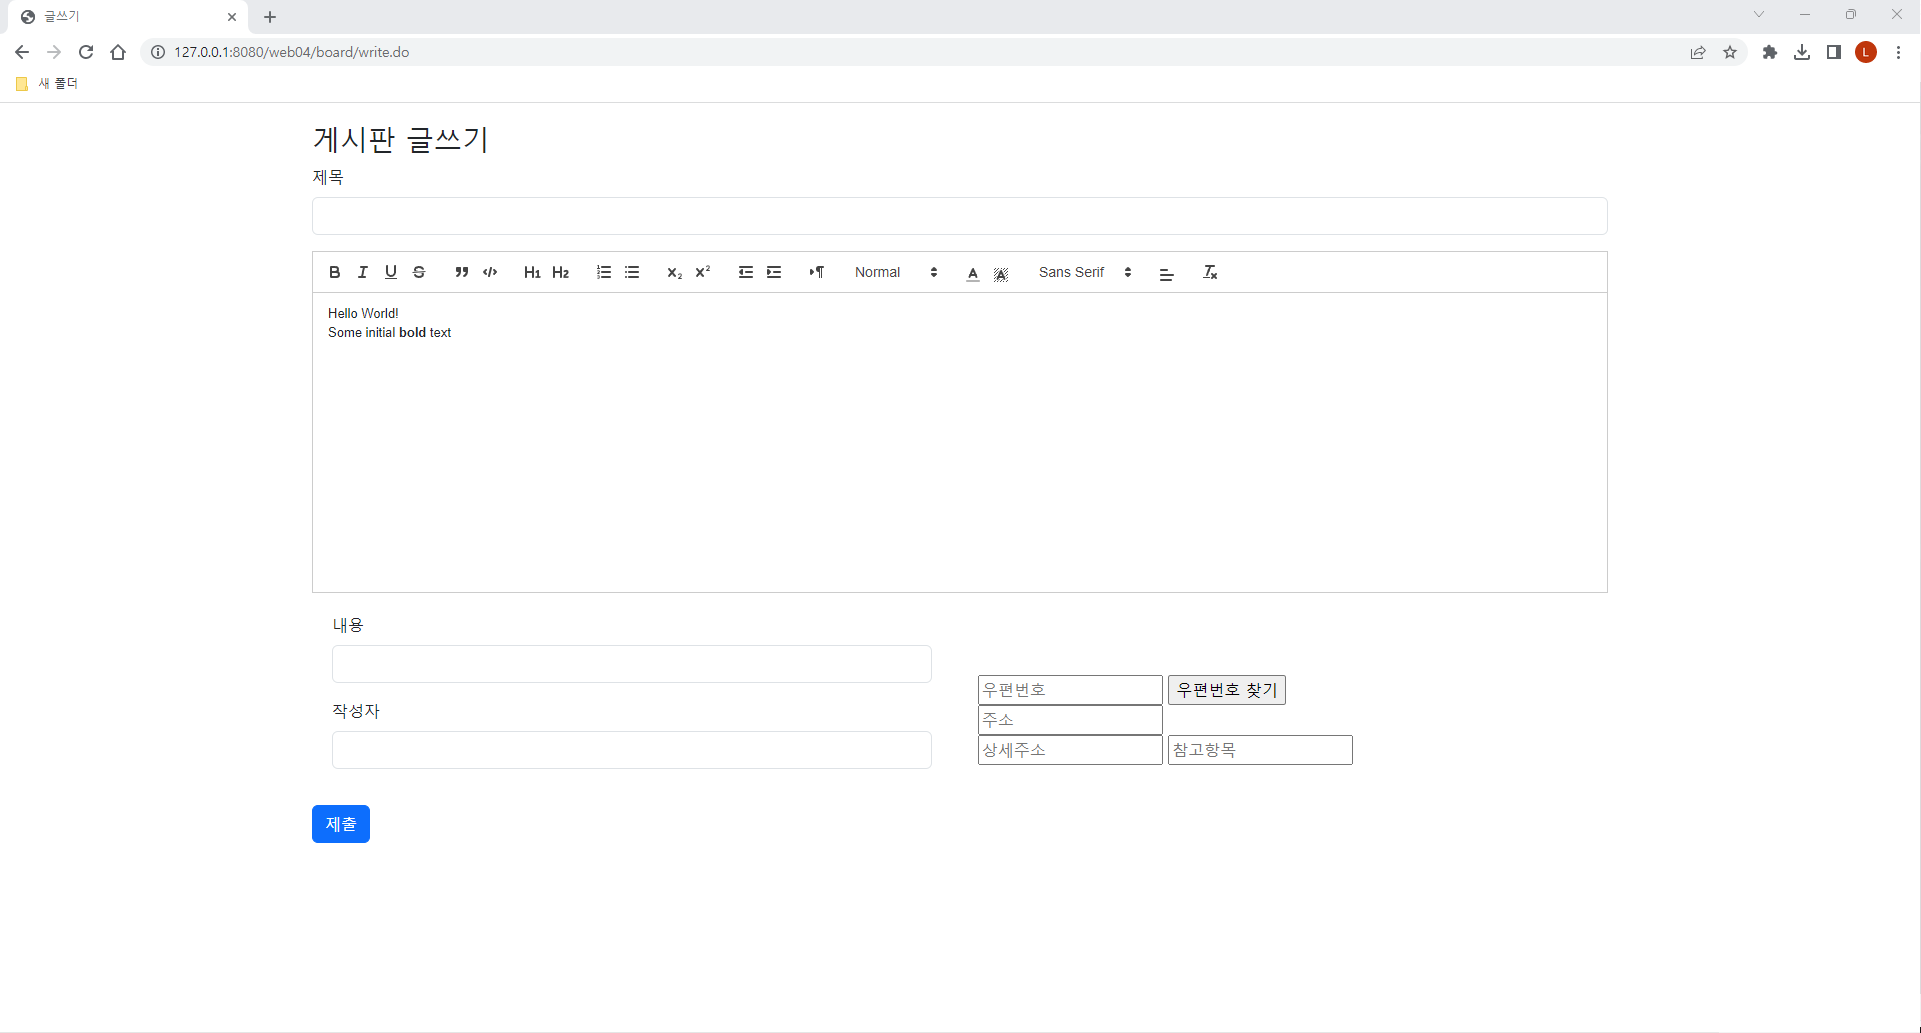 글쓰기
127.0.0.1:8080/web04/board/write.do
L
새 폴더
게시판 글쓰기
제목
B I U S H1 H2 X2 X2 Normal A A Sans Serif Tx
Hello World!
Some initial bold text
내용
작성자
우편번호 우편번호 찾기
주소
상세주소 참고항목
제출